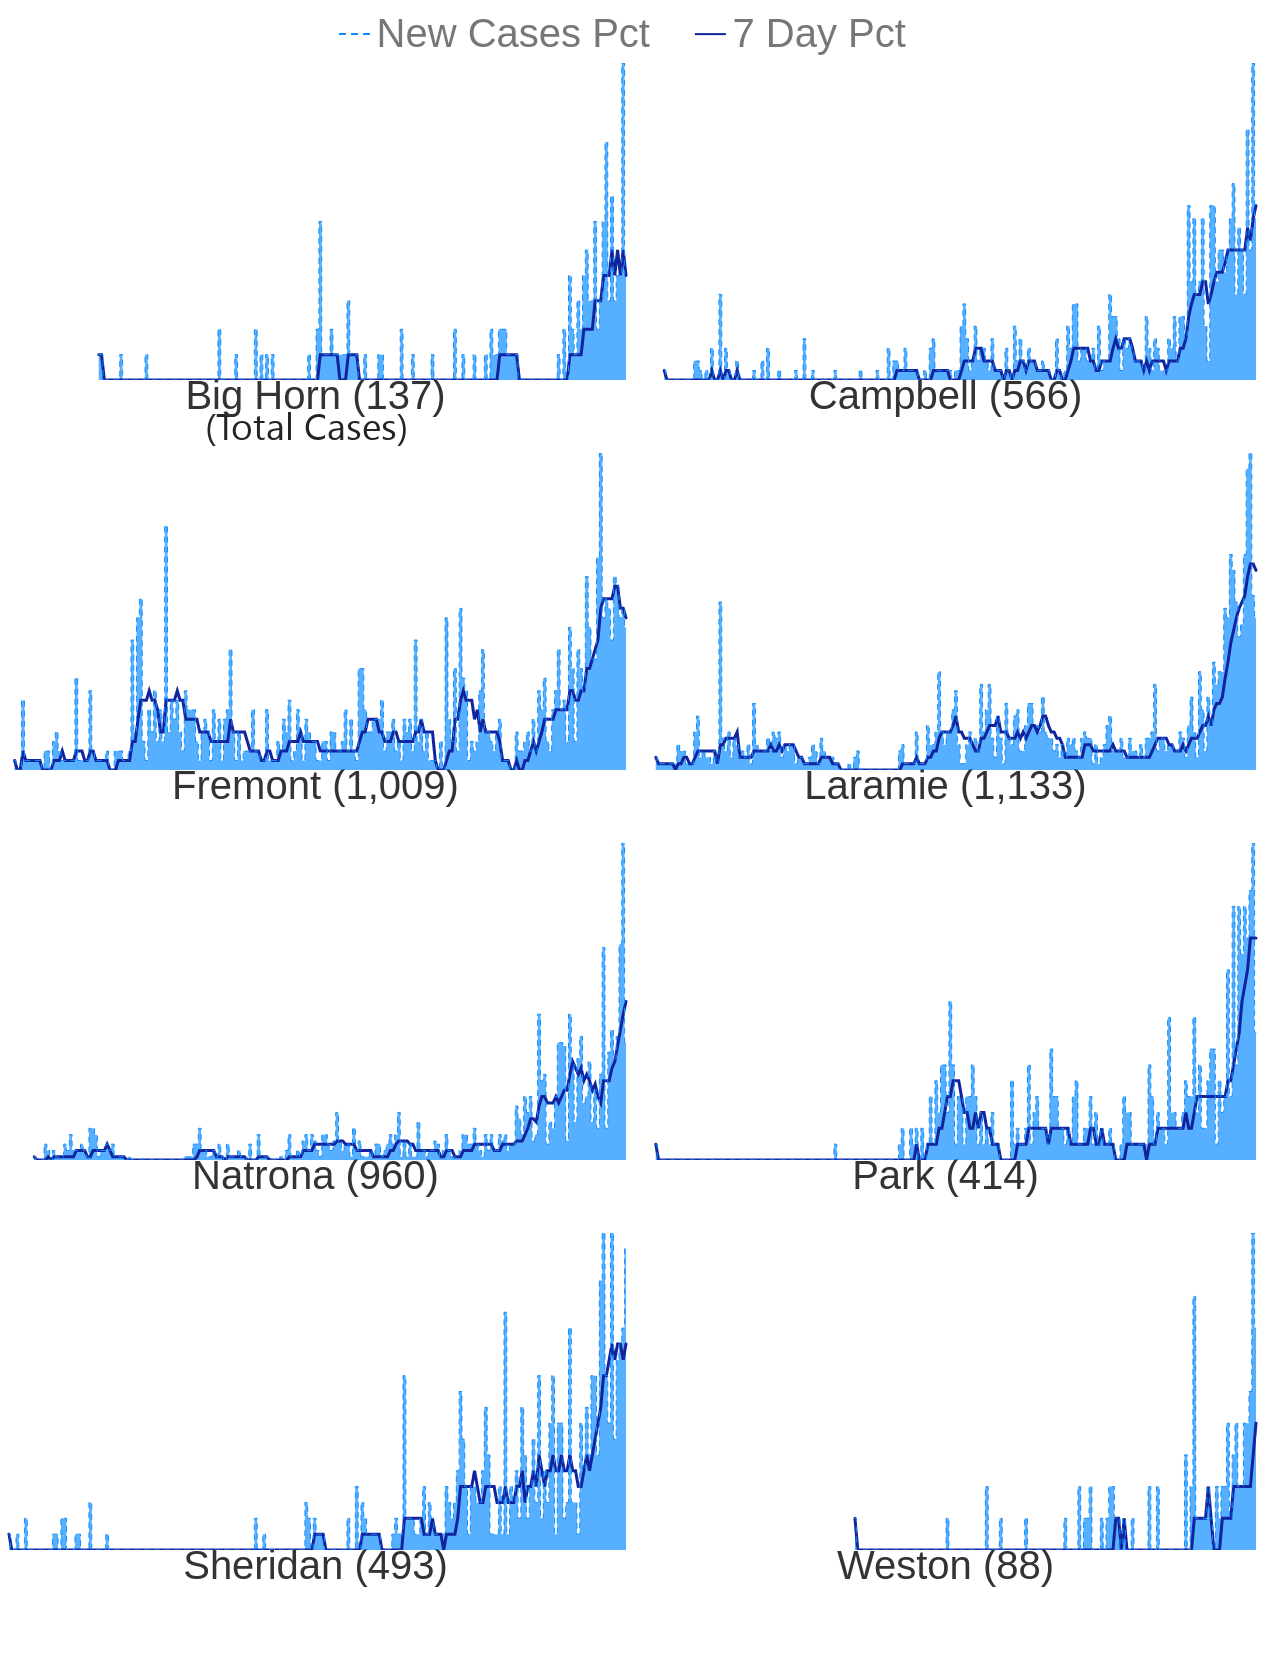 New Cases Pct 7 Day Pct
Big Horn (137) Campbell (566)
(Total Cases)
Fremont (1,009) Laramie (1,133)
Natrona (960) Park (414)
Sheridan (493) Weston (88)